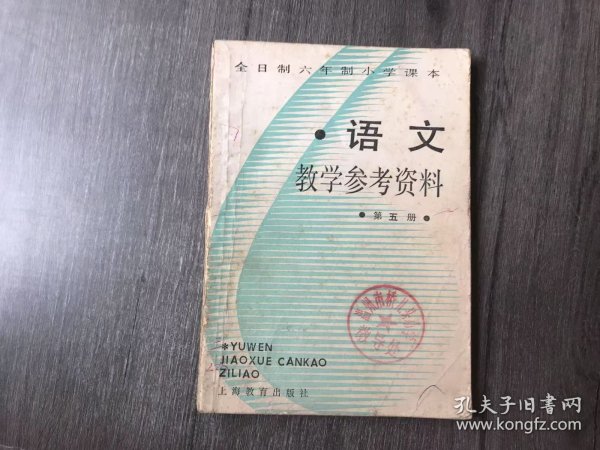 全日制六年制小学课本
·语文
教学参考资料
·第五册·
*YUWEN
JIAOXUE CANKAO
ZILIAO
上海教育出版社
孔夫子旧书网
www.kongfz.com